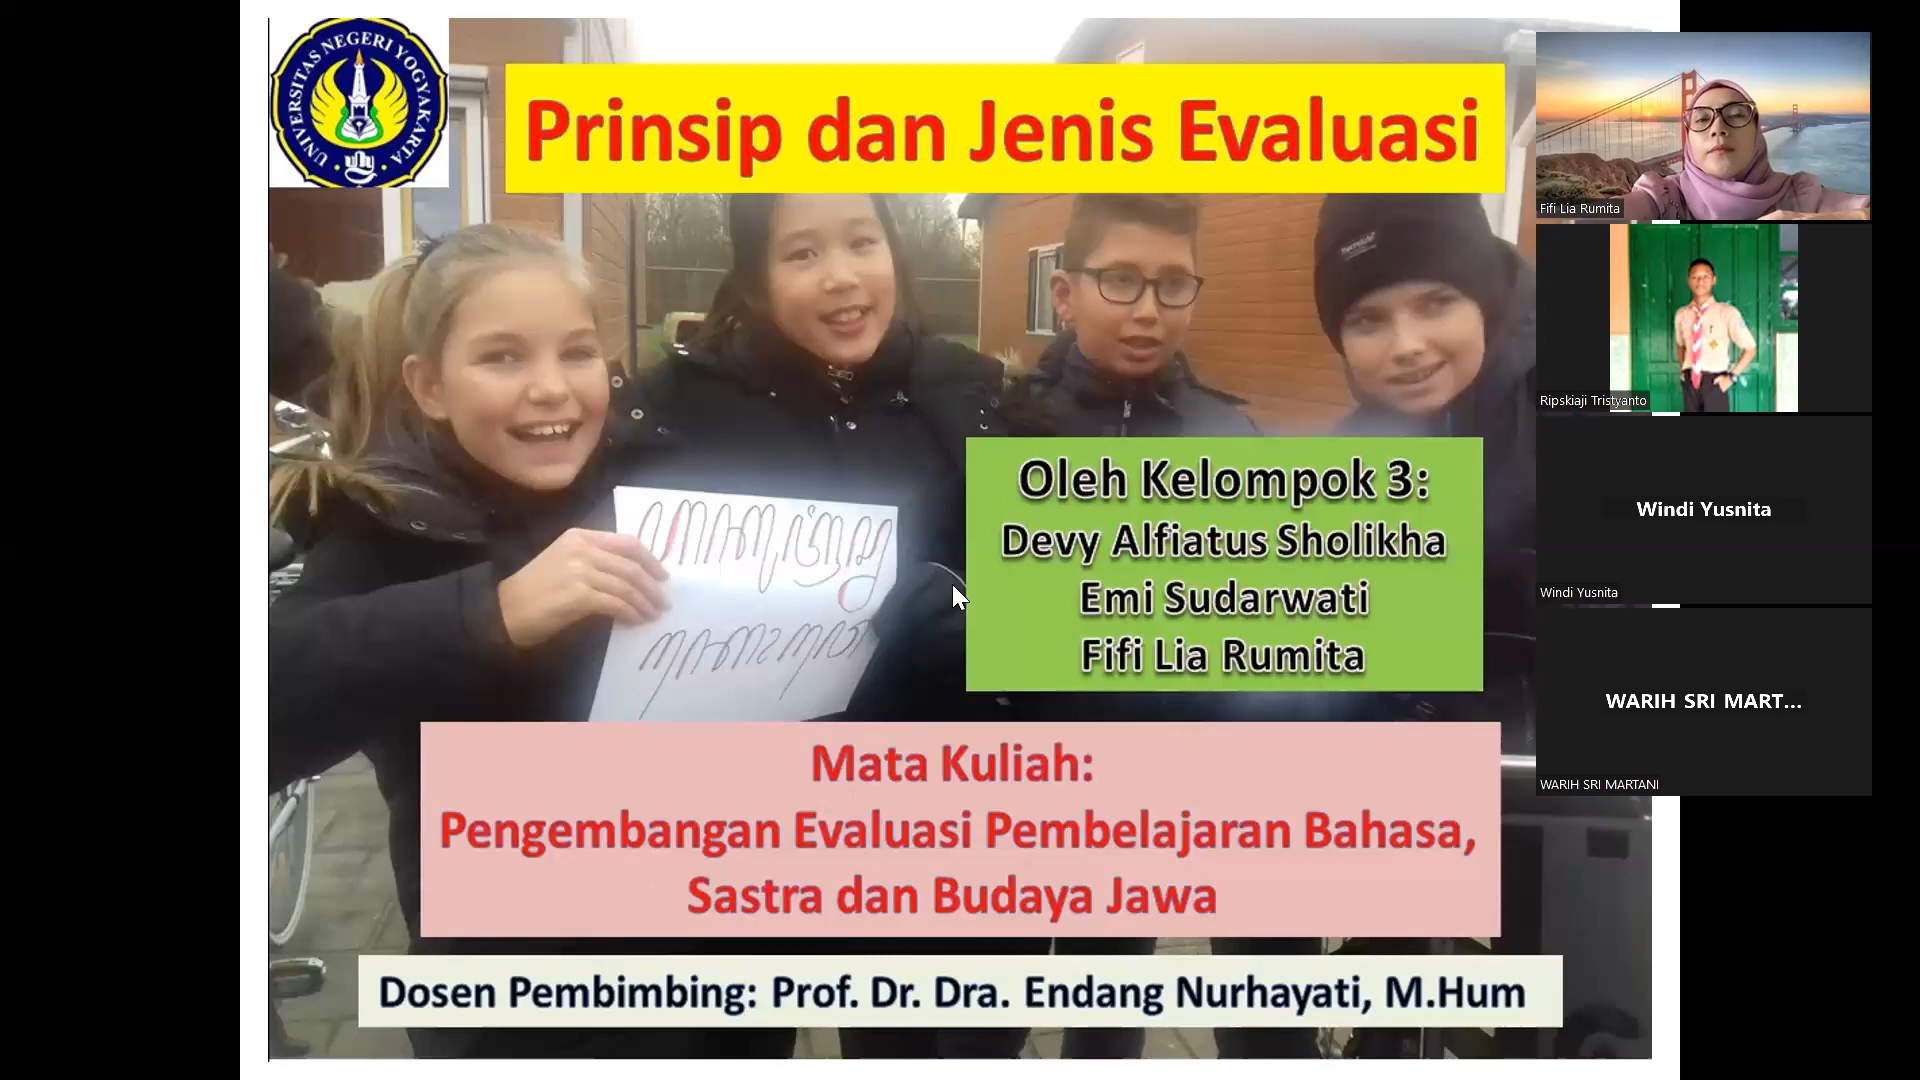 UNIVERSITAS NEGERI YOGYAKARTA
Prinsip dan Jenis Evaluasi
Oleh Kelompok 3:
Devy Alfiatus Sholikha
Emi Sudarwati
Fifi Lia Rumita
Mata Kuliah:
Pengembangan Evaluasi Pembelajaran Bahasa,
Sastra dan Budaya Jawa
Dosen Pembimbing: Prof. Dr. Dra. Endang Nurhayati, M.Hum
Fifi Lia Rumita
Ripskiaji Tristyanto
Windi Yusnita
Windi Yusnita
WARIH SRI MART...
WARIH SRI MARTANI